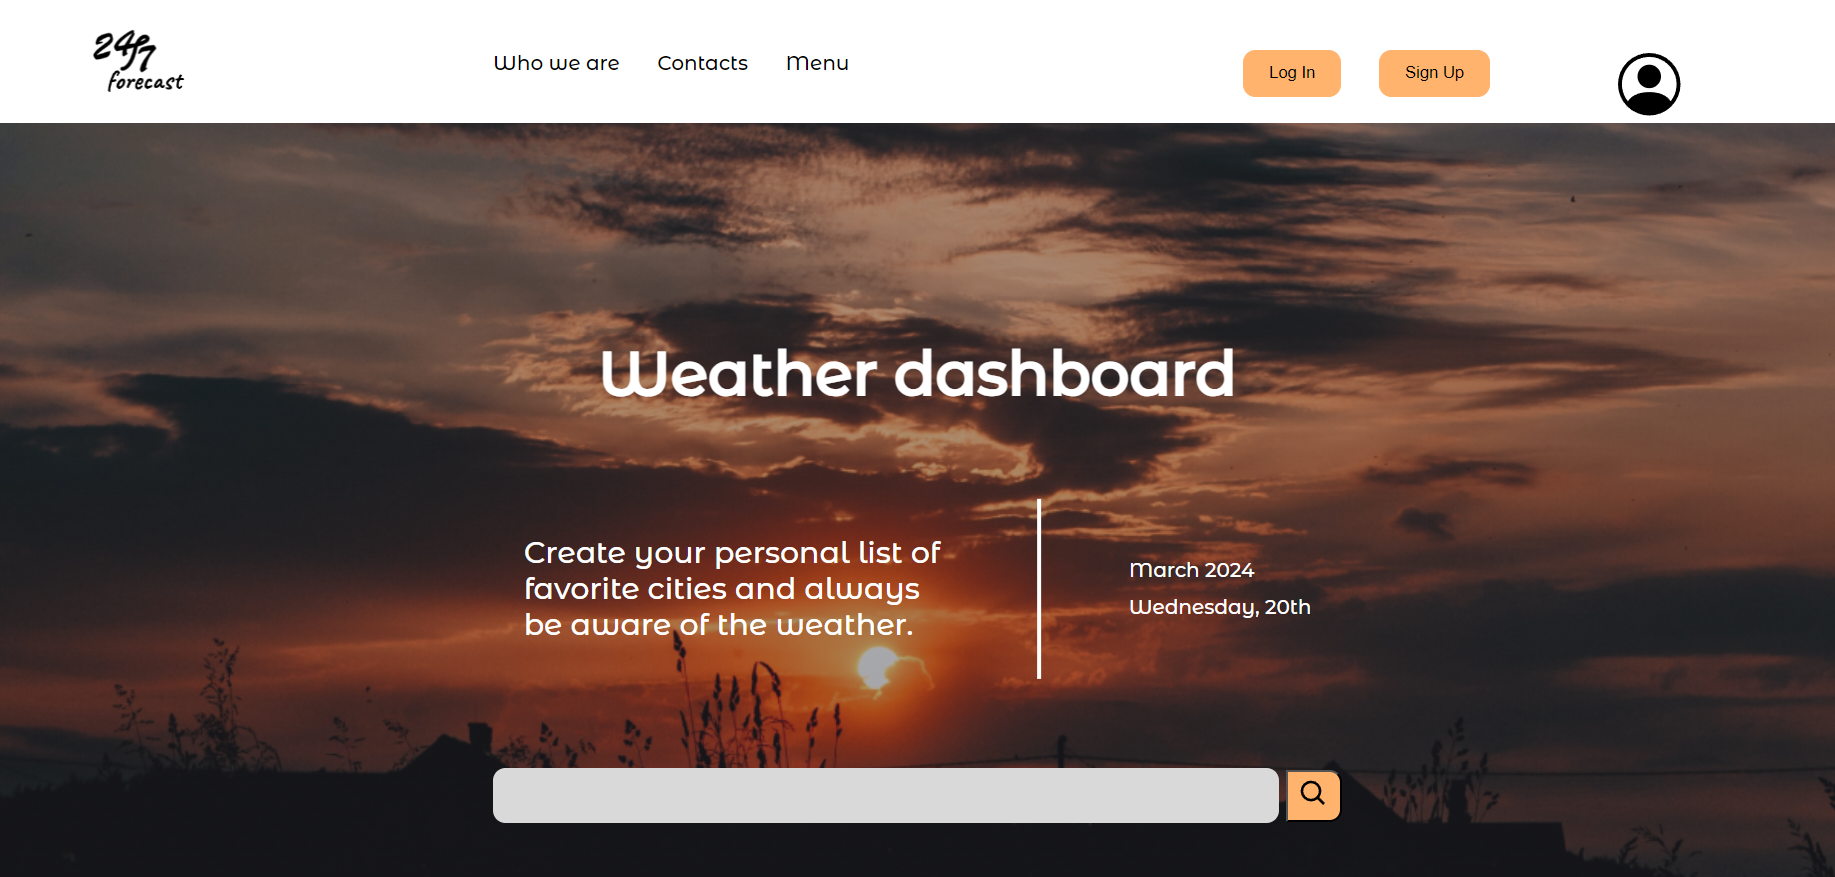 24/7
forecast
Who we are
Contacts
Menu
Log In
Sign Up
Weather dashboard
Create your personal list of
favorite cities and always
be aware of the weather.
March 2024
Wednesday, 20th